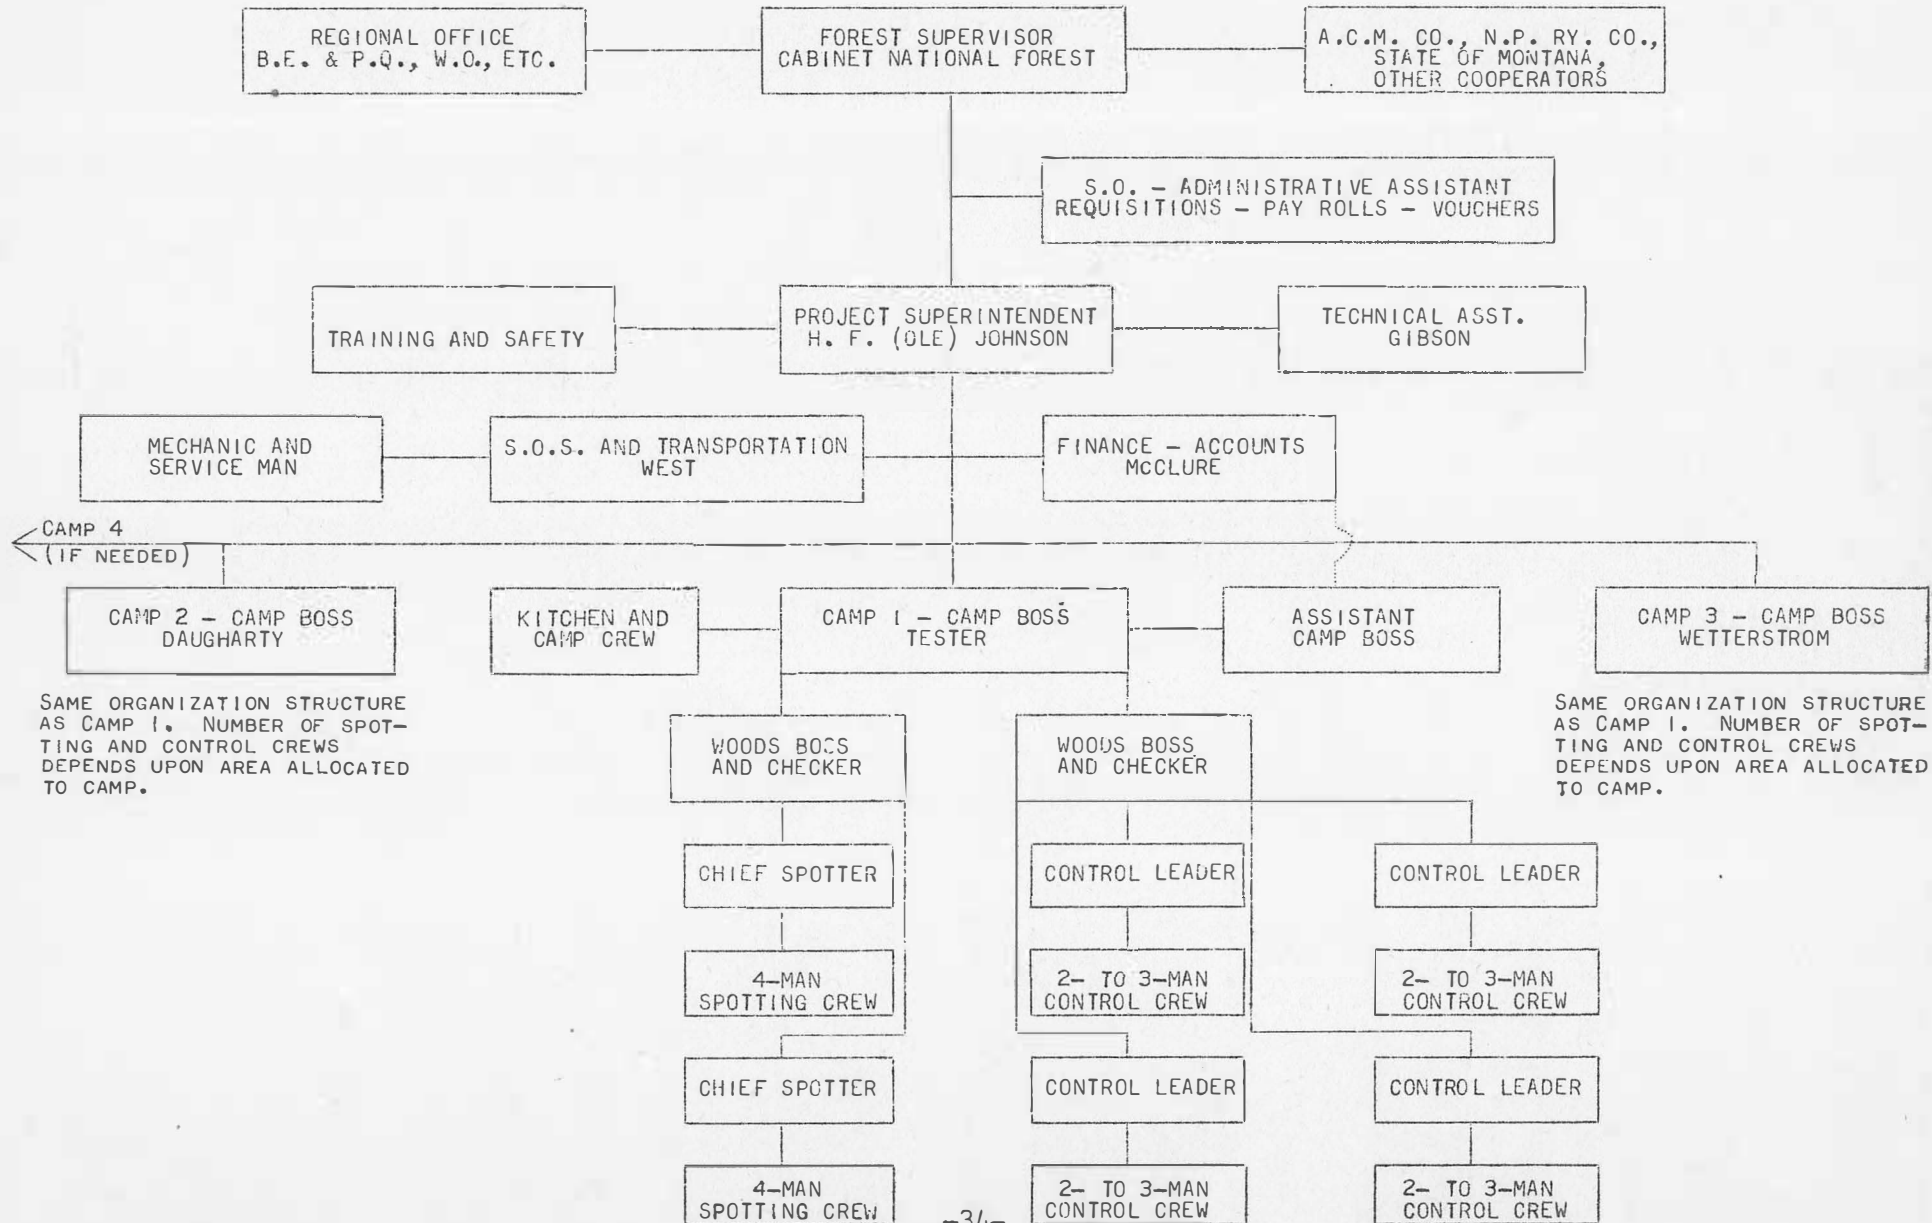 REGIONAL OFFICE
B.E. & P.Q., W.O., ETC.
FOREST SUPERVISOR
CABINET NATIONAL FOREST
A.C.M. CO., N.P. RY. CO.,
STATE OF MONTANA,
OTHER COOPERATORS
S.O. – ADMINISTRATIVE ASSISTANT
REQUISITIONS – PAY ROLLS – VOUCHERS
TRAINING AND SAFETY
PROJECT SUPERINTENDENT
H. F. (OLE) JOHNSON
TECHNICAL ASST.
GIBSON
MECHANIC AND
SERVICE MAN
S.O.S. AND TRANSPORTATION
WEST
FINANCE – ACCOUNTS
MCCLURE
CAMP 4
(IF NEEDED)
CAMP 2 – CAMP BOSS
DAUGHARTY
KITCHEN AND
CAMP CREW
CAMP 1 – CAMP BOSS
TESTER
ASSISTANT
CAMP BOSS
CAMP 3 – CAMP BOSS
WETTERSTROM
SAME ORGANIZATION STRUCTURE
AS CAMP 1. NUMBER OF SPOT–
TING AND CONTROL CREWS
DEPENDS UPON AREA ALLOCATED
TO CAMP.
SAME ORGANIZATION STRUCTURE
AS CAMP 1. NUMBER OF SPOT–
TING AND CONTROL CREWS
DEPENDS UPON AREA ALLOCATED
TO CAMP.
WOODS BOSS
AND CHECKER
WOODS BOSS
AND CHECKER
CHIEF SPOTTER
CONTROL LEADER
CONTROL LEADER
4–MAN
SPOTTING CREW
2– TO 3–MAN
CONTROL CREW
2– TO 3–MAN
CONTROL CREW
CHIEF SPOTTER
CONTROL LEADER
CONTROL LEADER
4–MAN
SPOTTING CREW
2– TO 3–MAN
CONTROL CREW
2– TO 3–MAN
CONTROL CREW
–34–